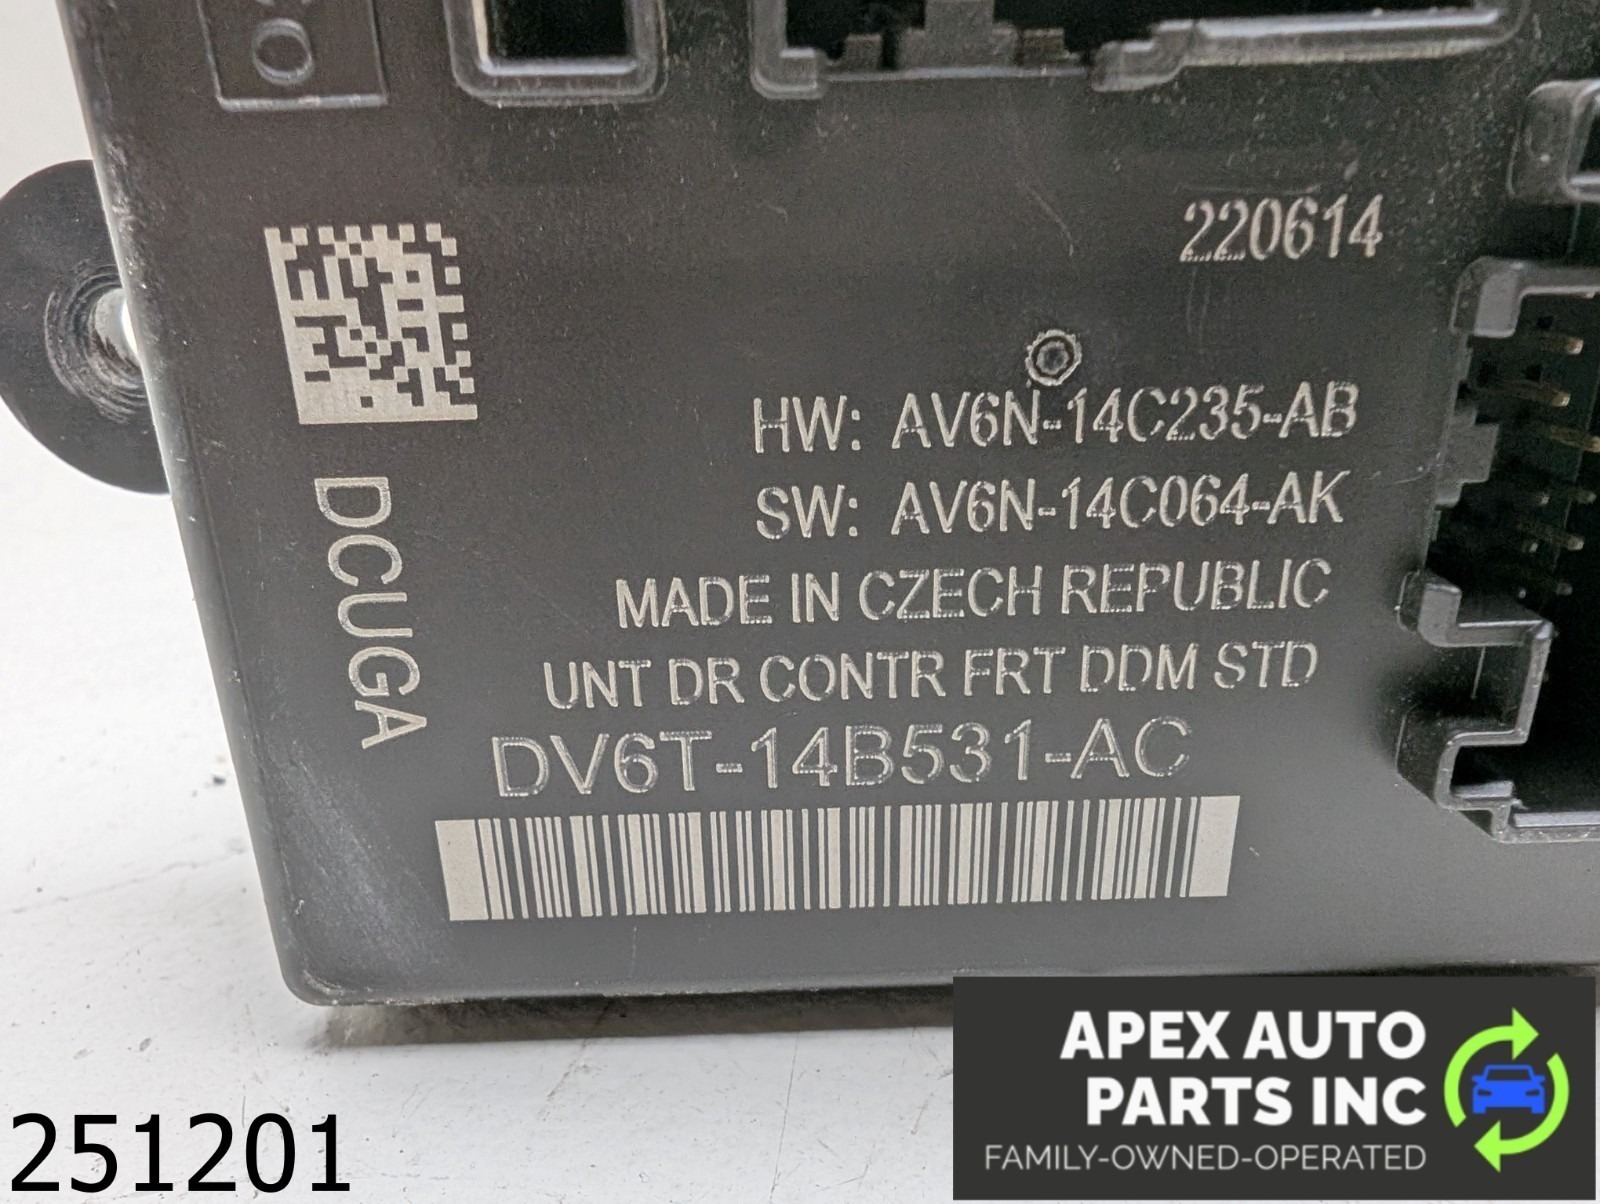 220614
HW: AV6N-14C235-AB
SW: AV6N-14C064-AK
MADE IN CZECH REPUBLIC
UNT DR CONTR FRT DDM STD
DV6T-14B531-AC
DCUGA
APEX AUTO
PARTS INC
FAMILY-OWNED-OPERATED
251201